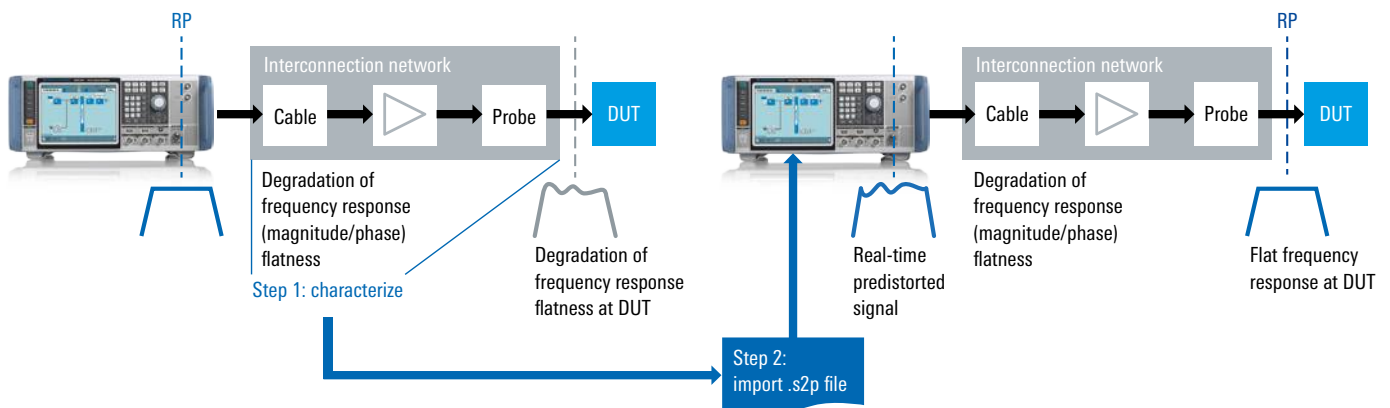 RP
Interconnection network
Cable
Probe
DUT
Degradation of
frequency response
(magnitude/phase)
flatness
Step 1: characterize
Degradation of
frequency response
flatness at DUT
Step 2:
import .s2p file
RP
Interconnection network
Cable
Probe
DUT
Real-time
predistorted
signal
Degradation of
frequency response
(magnitude/phase)
flatness
Flat frequency
response at DUT